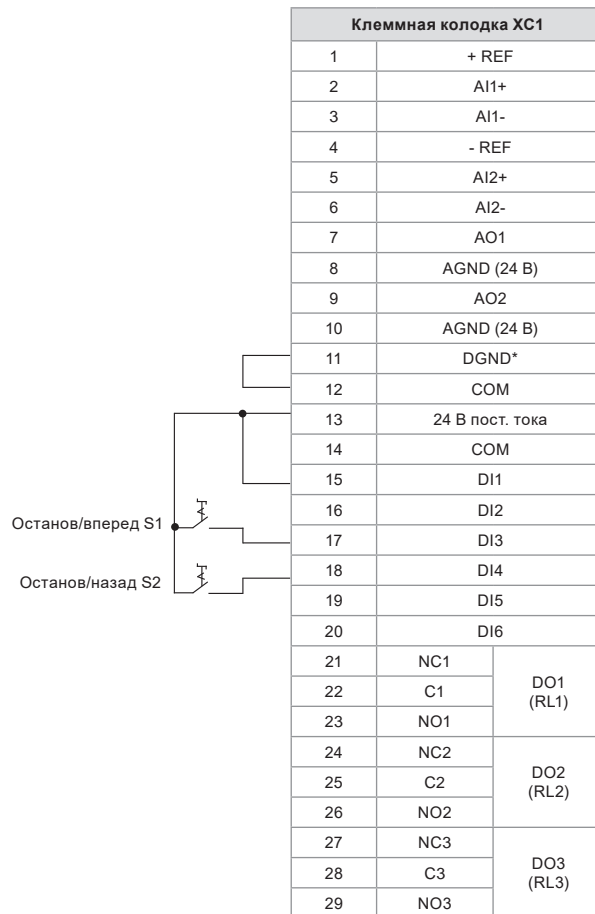 Клеммная колодка XC1
1 + REF
2 AI1+
3 AI1-
4 - REF
5 AI2+
6 AI2-
7 AO1
8 AGND (24 В)
9 AO2
10 AGND (24 В)
11 DGND*
12 COM
13 24 В пост. тока
14 COM
15 DI1
16 DI2
Останов/вперед S1
17 DI3
18 DI4
Останов/назад S2
19 DI5
20 DI6
21 NC1
22 C1
23 NO1
DO1
(RL1)
24 NC2
25 C2
26 NO2
DO2
(RL2)
27 NC3
28 C3
29 NO3
DO3
(RL3)